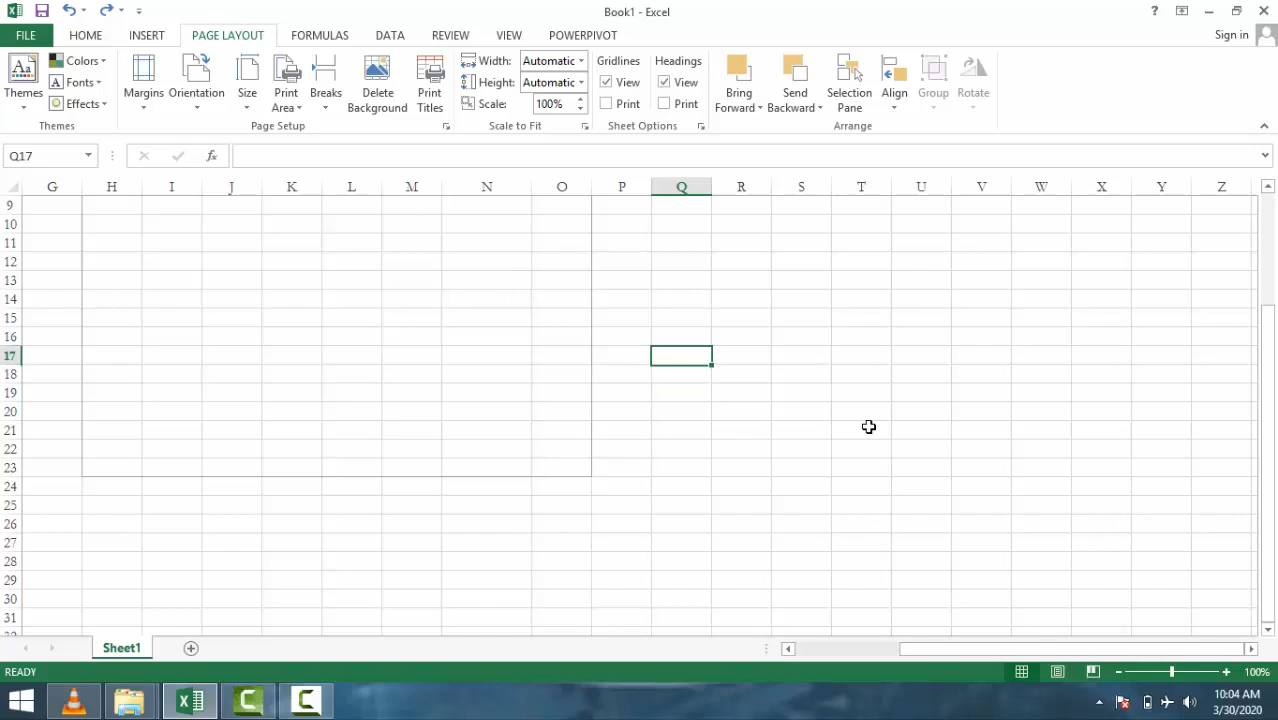 Book1 - Excel
?
FILE HOME INSERT PAGE LAYOUT FORMULAS DATA REVIEW VIEW POWERPIVOT Sign in
Aa Themes
Colors
Fonts
Effects
Themes
Margins Orientation Size Print Area Breaks Delete Background Print Titles
Page Setup
Width: Automatic
Height: Automatic
Scale: 100%
Scale to Fit
Gridlines Headings
View View
Print Print
Sheet Options
Bring Forward Send Backward Selection Pane Align Group Rotate
Arrange
Q17 fx
G H I J K L M N O P Q R S T U V W X Y Z
9
10
11
12
13
14
15
16
17
18
19
20
21
22
23
24
25
26
27
28
29
30
31
Sheet1
READY 100%
10:04 AM
3/30/2020